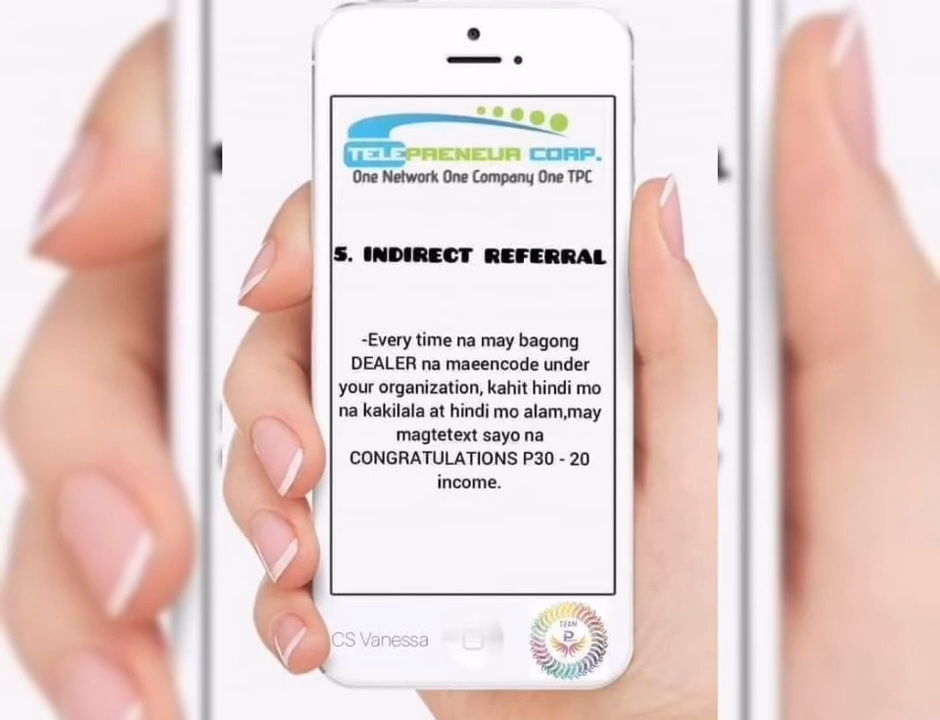 TELEPRENEUR CORP.
One Network One Company One TPC
5. INDIRECT REFERRAL
-Every time na may bagong
DEALER na maeencode under
your organization, kahit hindi mo
na kakilala at hindi mo alam,may
magtetext sayo na
CONGRATULATIONS P30 - 20
income.
CS Vanessa
TEAM
P